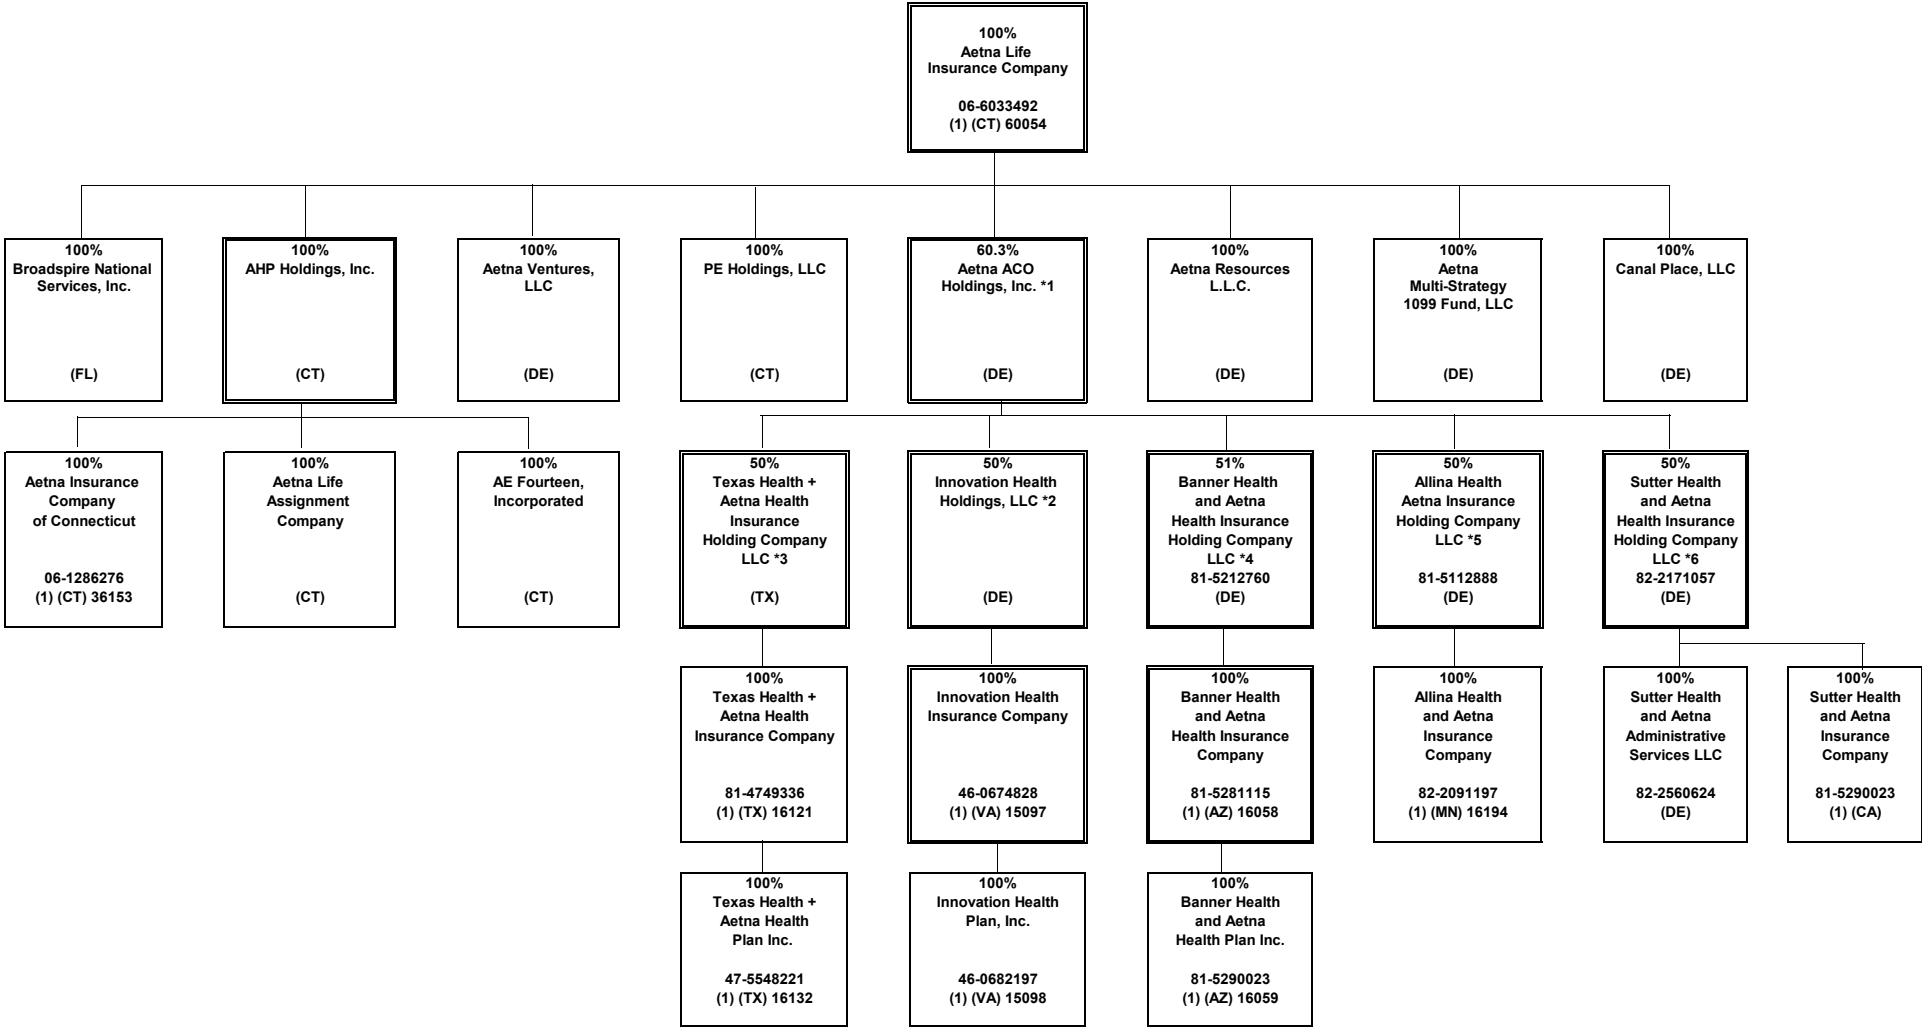 100%
Aetna Life
Insurance Company
06-6033492
(1) (CT) 60054
100%
Broadspire National
Services, Inc.
(FL)
100%
AHP Holdings, Inc.
(CT)
100%
Aetna Ventures,
LLC
(DE)
100%
PE Holdings, LLC
(CT)
60.3%
Aetna ACO
Holdings, Inc. *1
(DE)
100%
Aetna Resources
L.L.C.
(DE)
100%
Aetna
Multi-Strategy
1099 Fund, LLC
(DE)
100%
Canal Place, LLC
(DE)
100%
Aetna Insurance
Company
of Connecticut
06-1286276
(1) (CT) 36153
100%
Aetna Life
Assignment
Company
(CT)
100%
AE Fourteen,
Incorporated
(CT)
50%
Texas Health +
Aetna Health
Insurance
Holding Company
LLC *3
(TX)
50%
Innovation Health
Holdings, LLC *2
(DE)
51%
Banner Health
and Aetna
Health Insurance
Holding Company
LLC *4
81-5212760
(DE)
50%
Allina Health
Aetna Insurance
Holding Company
LLC *5
81-5112888
(DE)
50%
Sutter Health
and Aetna
Health Insurance
Holding Company
LLC *6
82-2171057
(DE)
100%
Texas Health +
Aetna Health
Insurance Company
81-4749336
(1) (TX) 16121
100%
Innovation Health
Insurance Company
46-0674828
(1) (VA) 15097
100%
Banner Health
and Aetna
Health Insurance
Company
81-5281115
(1) (AZ) 16058
100%
Allina Health
and Aetna
Insurance
Company
82-2091197
(1) (MN) 16194
100%
Sutter Health
and Aetna
Administrative
Services LLC
82-2560624
(DE)
100%
Sutter Health
and Aetna
Insurance
Company
81-5290023
(1) (CA)
100%
Texas Health +
Aetna Health
Plan Inc.
47-5548221
(1) (TX) 16132
100%
Innovation Health
Plan, Inc.
46-0682197
(1) (VA) 15098
100%
Banner Health
and Aetna
Health Plan Inc.
81-5290023
(1) (AZ) 16059